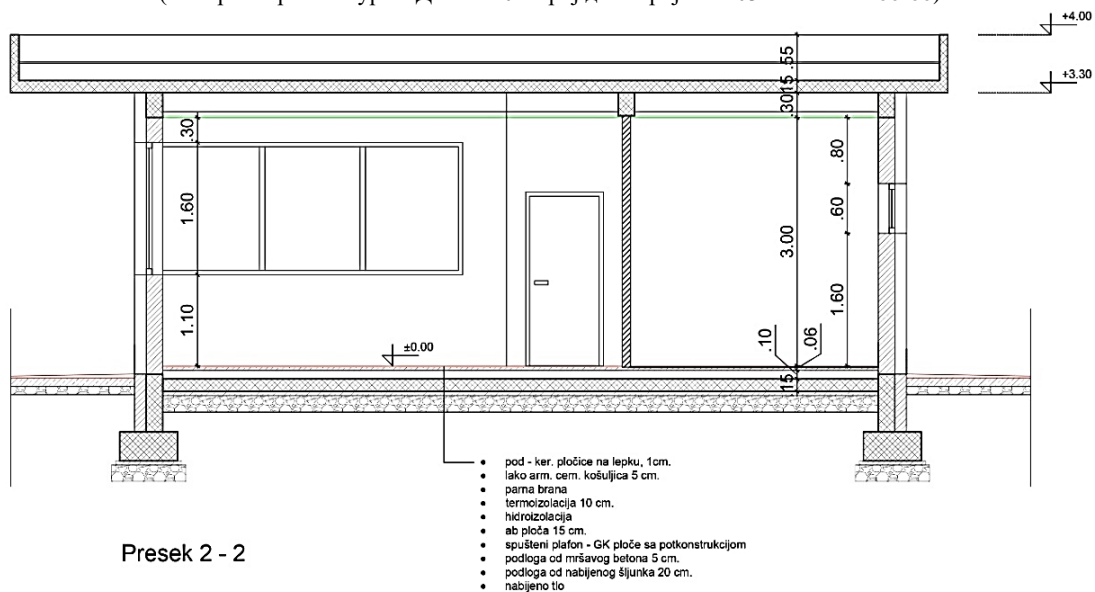 +4.00
.55
15
+3.30
.30
.30
.80
1.60
.60
3.00
1.10
1.60
±0.00
.10
.06
15
• pod - ker. pločice na lepku, 1cm.
• lako arm. cem. košuljica 5 cm.
• parna brana
• termoizolacija 10 cm.
• hidroizolacija
• ab ploča 15 cm.
• spušteni plafon - GK ploče sa potkonstrukcijom
• podloga od mršavog betona 5 cm.
• podloga od nabijenog šljunka 20 cm.
• nabijeno tlo
Presek 2 - 2